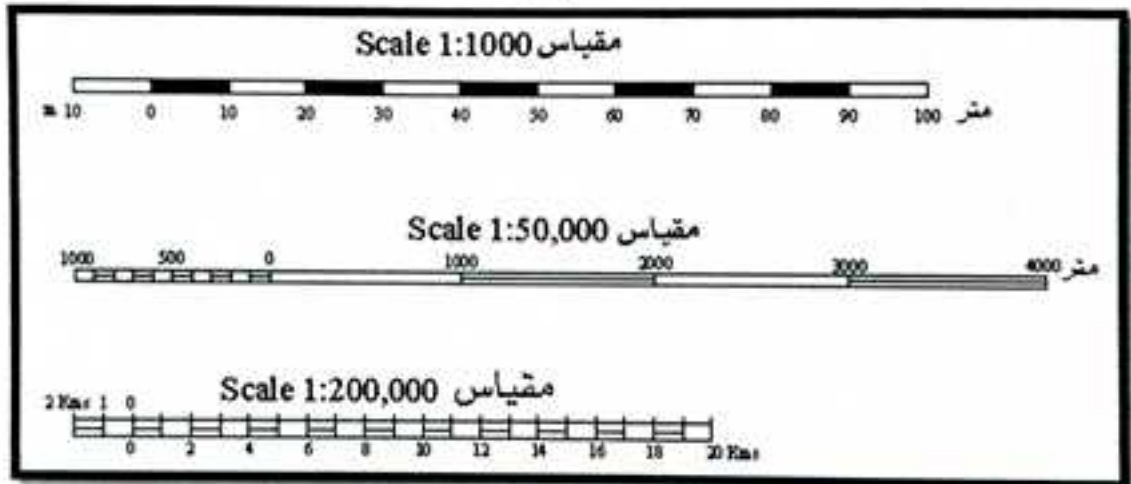 Scale 1:1000 مقياس
m 10 0 10 20 30 40 50 60 70 80 90 100 متر
Scale 1:50,000 مقياس
1000 500 0 1000 2000 3000 4000 متر
Scale 1:200,000 مقياس
2 Kms 1 0
0 2 4 6 8 10 12 14 16 18 20 Kms